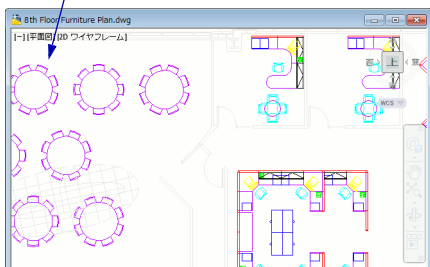 8th Floor Furniture Plan.dwg
[-][平面図][2D ワイヤフレーム]
西 上 東
WCS